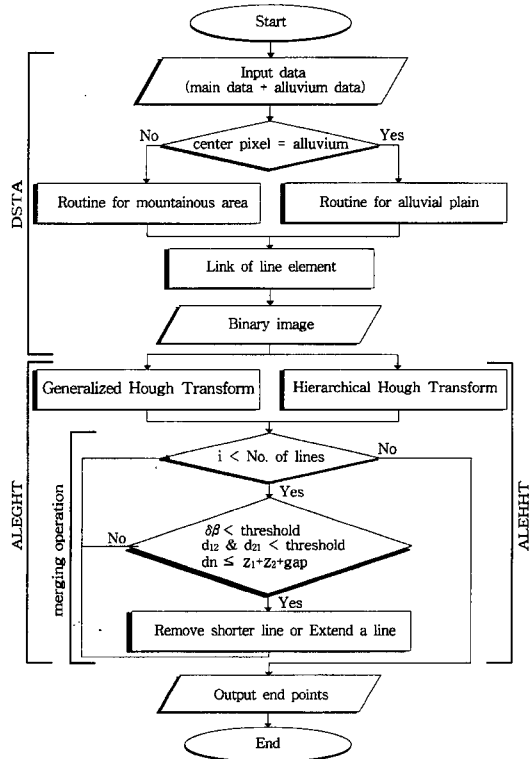 Start
Input data
(main data + alluvium data)
No
Yes
center pixel = alluvium
Routine for mountainous area
Routine for alluvial plain
DSTA
Link of line element
Binary image
Generalized Hough Transform
Hierarchical Hough Transform
ALEGHT
ALEHHT
merging operation
i < No. of lines
No
Yes
No
δβ < threshold
d₁₂ & d₂₁ < threshold
dn ≤ z₁+z₂+gap
Yes
Remove shorter line or Extend a line
Output end points
End